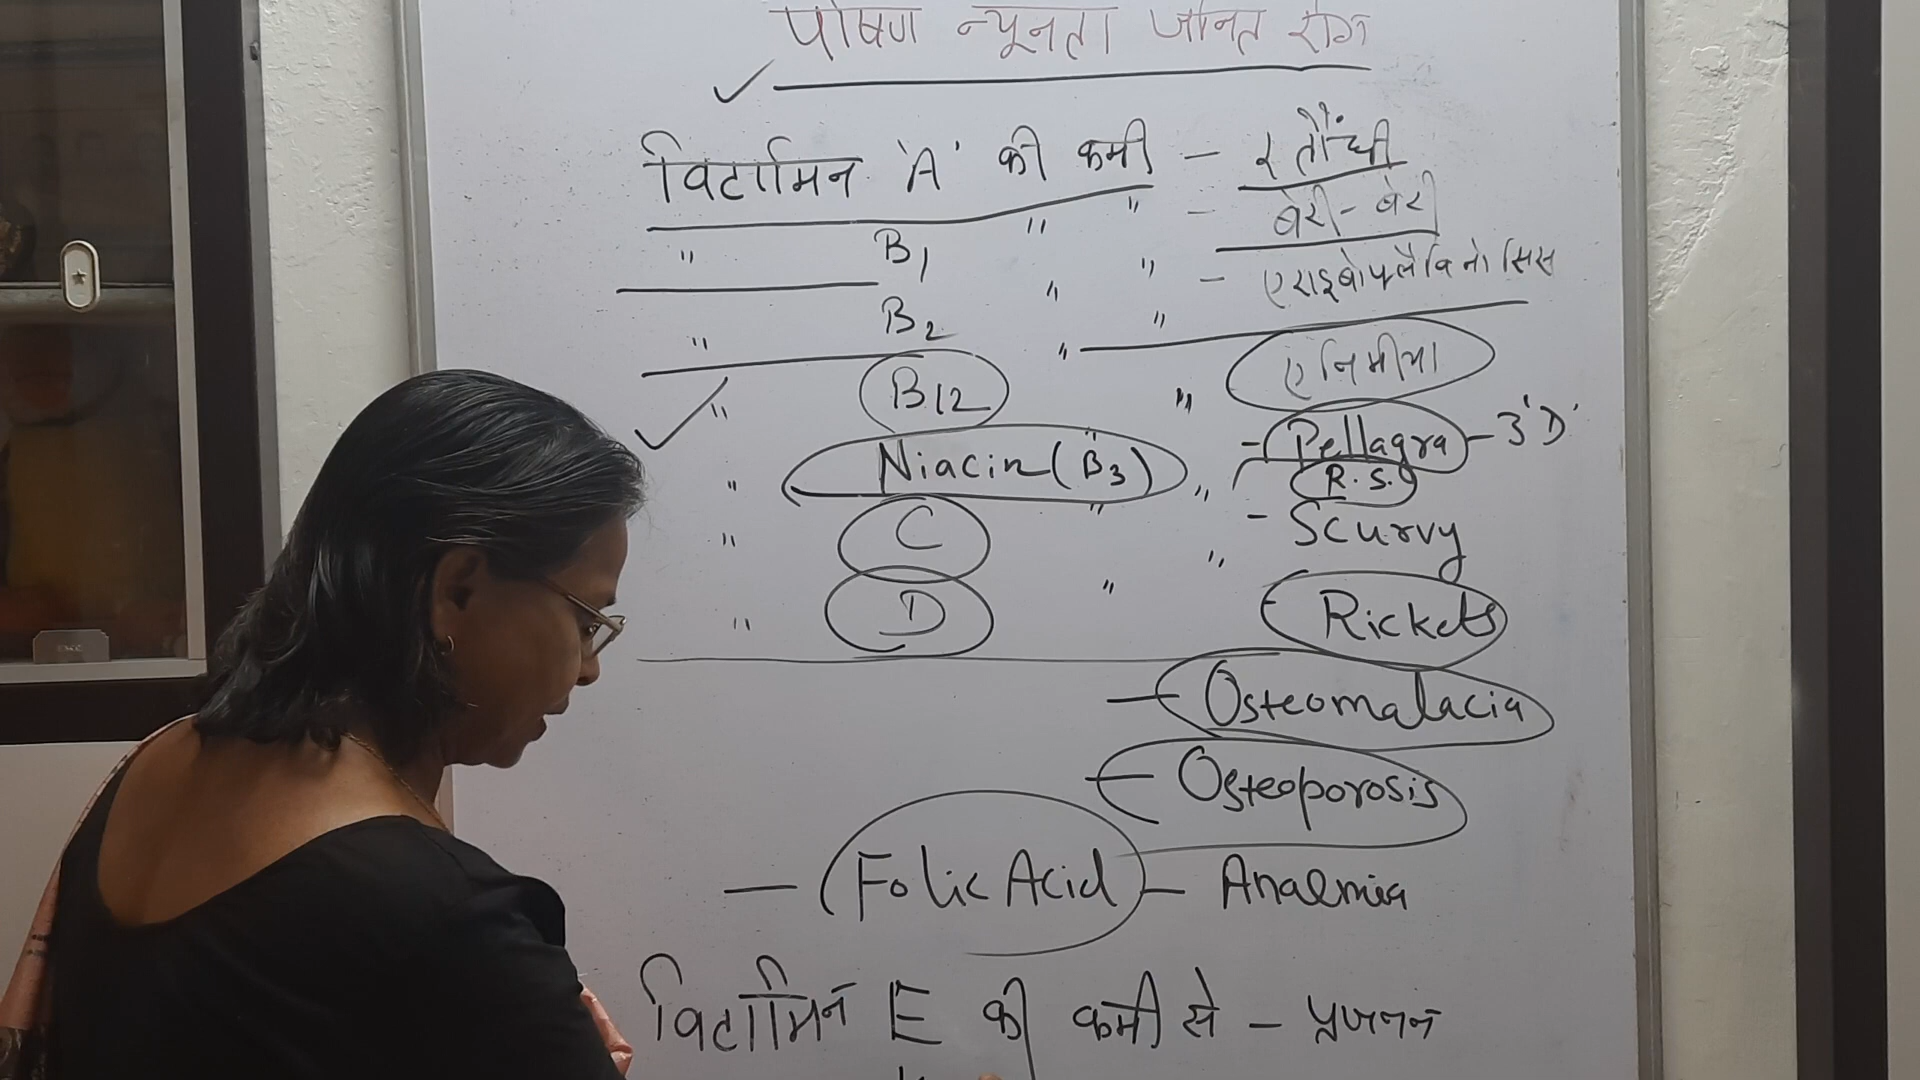 पोषण न्यूनता जनित रोग
विटामिन 'A' की कमी - रतौंधी
" B1 " " - बेरी-बेरी
" B2 " " - एराइबोफ्लैविनोसिस
" B12 " " एनिमीया
" Niacin (B3) " " - Pellagra - 3'D'
R.S.
" C " " - Scurvy
" D " " - Rickets
- Osteomalacia
- Osteoporosis
- Folic Acid - Anaemia
विटामिन E की कमी से - प्रजनन